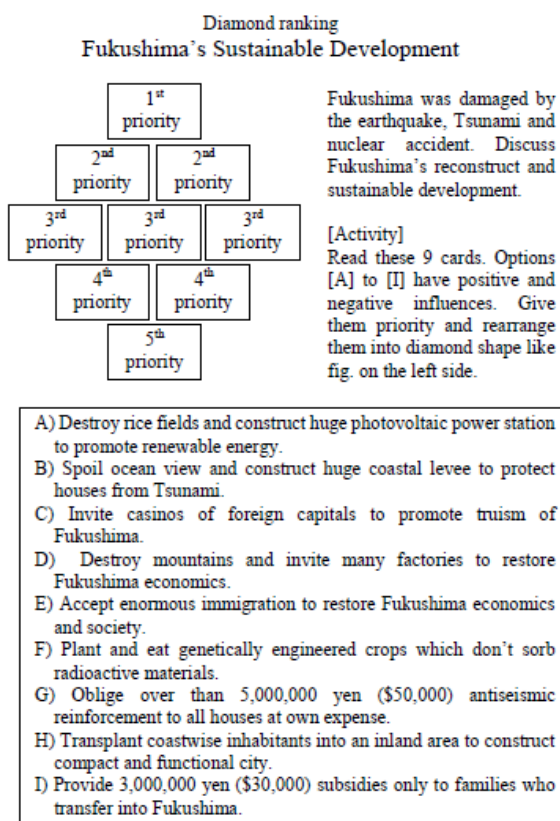 Diamond ranking
Fukushima's Sustainable Development
1st
priority
2nd
priority
2nd
priority
3rd
priority
3rd
priority
3rd
priority
4th
priority
4th
priority
5th
priority
Fukushima was damaged by
the earthquake, Tsunami and
nuclear accident. Discuss
Fukushima's reconstruct and
sustainable development.
[Activity]
Read these 9 cards. Options
[A] to [I] have positive and
negative influences. Give
them priority and rearrange
them into diamond shape like
fig. on the left side.
A) Destroy rice fields and construct huge photovoltaic power station
to promote renewable energy.
B) Spoil ocean view and construct huge coastal levee to protect
houses from Tsunami.
C) Invite casinos of foreign capitals to promote truism of
Fukushima.
D) Destroy mountains and invite many factories to restore
Fukushima economics.
E) Accept enormous immigration to restore Fukushima economics
and society.
F) Plant and eat genetically engineered crops which don't sorb
radioactive materials.
G) Oblige over than 5,000,000 yen ($50,000) antiseismic
reinforcement to all houses at own expense.
H) Transplant coastwise inhabitants into an inland area to construct
compact and functional city.
I) Provide 3,000,000 yen ($30,000) subsidies only to families who
transfer into Fukushima.